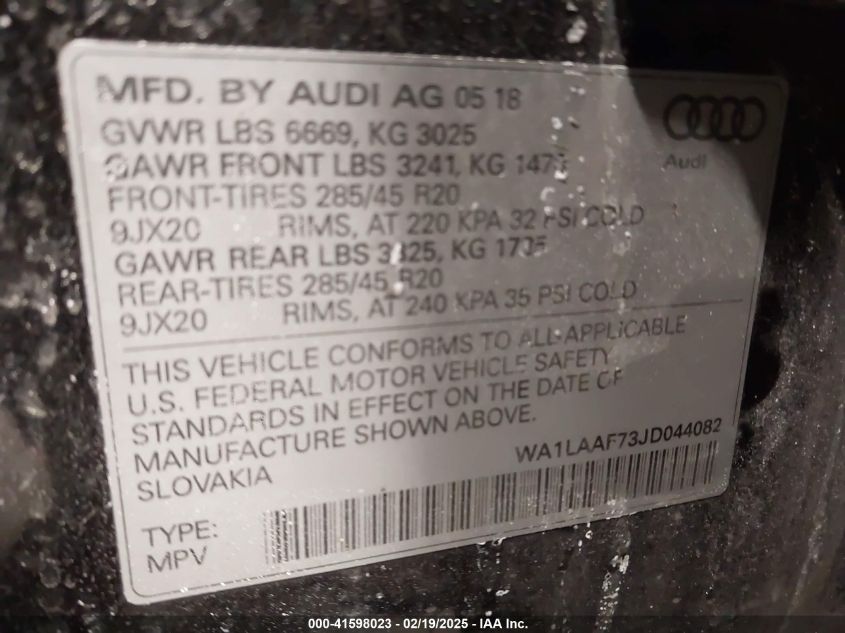 MFD. BY AUDI AG 05 18
GVWR LBS 6669, KG 3025
Audi
GAWR FRONT LBS 3241, KG
FRONT-TIRES 285/45 R20
9JX20 RIMS, AT 220 KPA 32 PSI COLD
GAWR REAR LBS 3825, KG
REAR-TIRES 285/45 R20
9JX20 RIMS, AT 240 KPA 35 PSI COLD
THIS VEHICLE CONFORMS TO ALL APPLICABLE
U.S. FEDERAL MOTOR VEHICLE SAFETY
STANDARDS IN EFFECT ON THE DATE OF
MANUFACTURE SHOWN ABOVE.
SLOVAKIA
WA1LAAF73JD044082
TYPE:
MPV
000-41598023 — 02/19/2025 — IAA Inc.